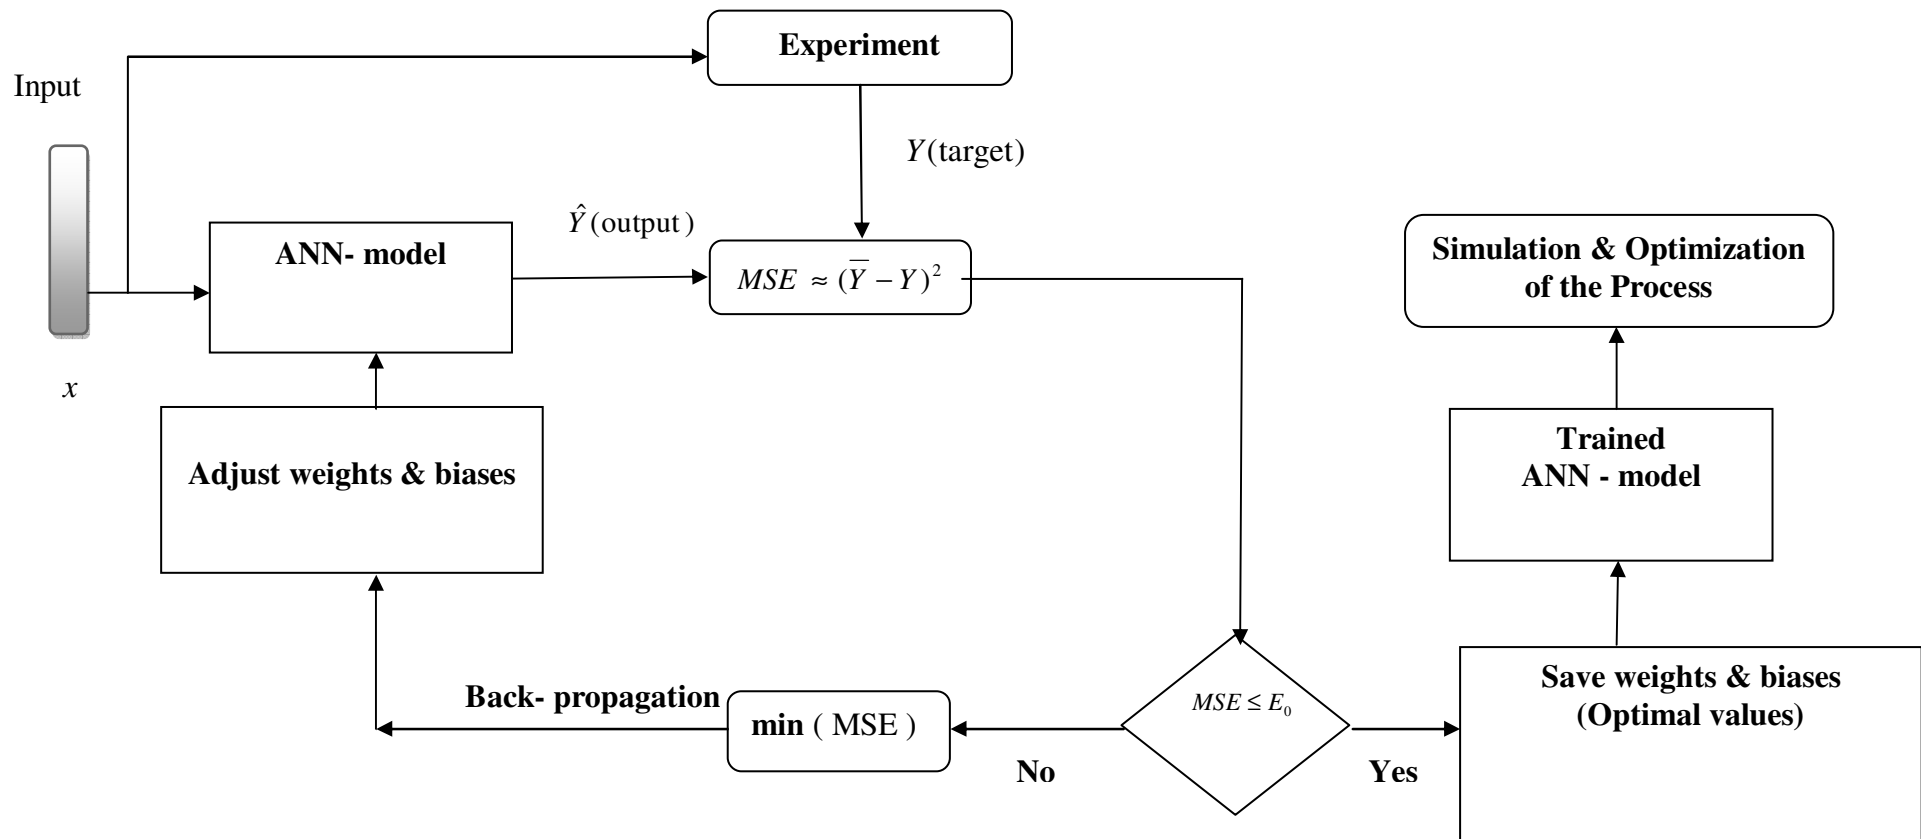 Experiment
Input
Y(target)
Ŷ(output)
ANN- model
MSE ≈ (Y̅ − Y)²
Simulation & Optimization
of the Process
x
Adjust weights & biases
Trained
ANN - model
Back- propagation
min ( MSE )
MSE ≤ E₀
Save weights & biases
(Optimal values)
No
Yes